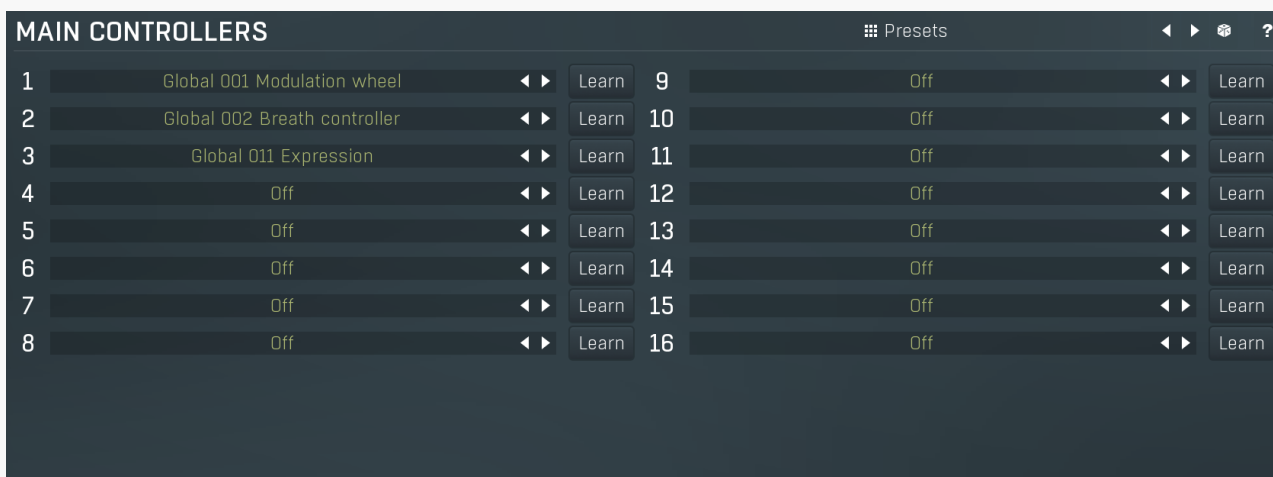 MAIN CONTROLLERS Presets ?
1 Global 001 Modulation wheel Learn 9 Off Learn
2 Global 002 Breath controller Learn 10 Off Learn
3 Global 011 Expression Learn 11 Off Learn
4 Off Learn 12 Off Learn
5 Off Learn 13 Off Learn
6 Off Learn 14 Off Learn
7 Off Learn 15 Off Learn
8 Off Learn 16 Off Learn